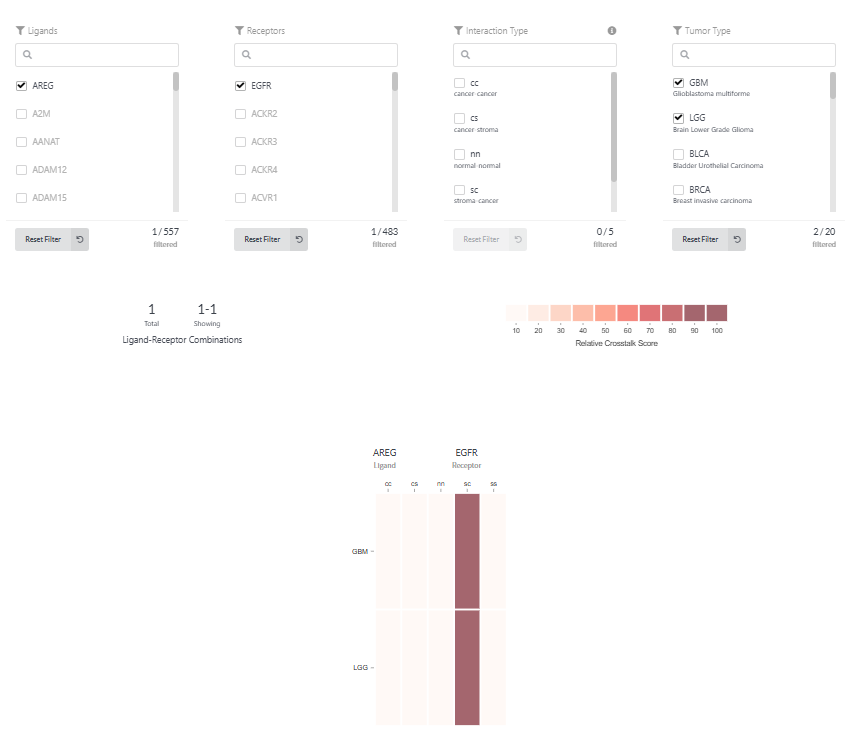 Ligands
Receptors
Interaction Type
Tumor Type
AREG
A2M
AANAT
ADAM12
ADAM15
EGFR
ACKR2
ACKR3
ACKR4
ACVR1
cc
cancer-cancer
cs
cancer-stroma
nn
normal-normal
sc
stroma-cancer
GBM
Glioblastoma multiforme
LGG
Brain Lower Grade Glioma
BLCA
Bladder Urothelial Carcinoma
BRCA
Breast invasive carcinoma
Reset Filter
1 / 557
filtered
Reset Filter
1 / 483
filtered
Reset Filter
0 / 5
filtered
Reset Filter
2 / 20
filtered
1
Total
1-1
Showing
Ligand-Receptor Combinations
10 20 30 40 50 60 70 80 90 100
Relative Crosstalk Score
AREG EGFR
Ligand Receptor
cc cs nn sc ss
GBM
LGG